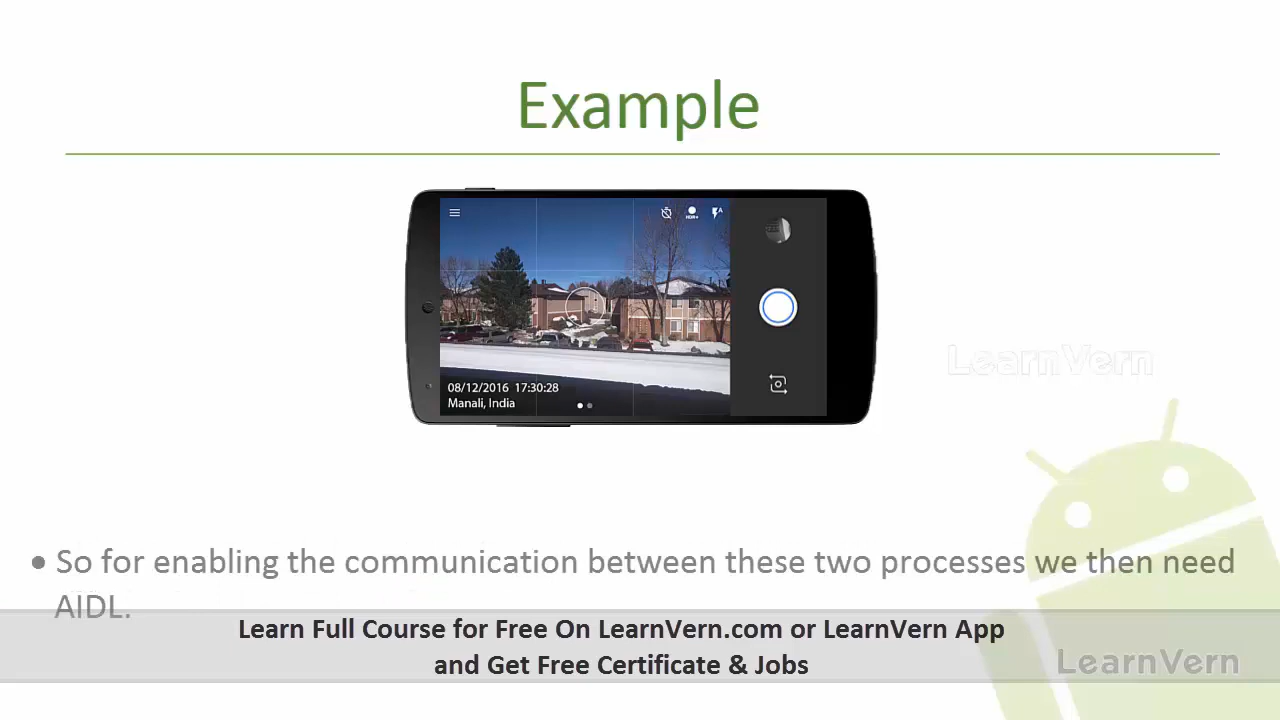 Example
HDR+
08/12/2016 17:30:28
Manali, India
LearnVern
• So for enabling the communication between these two processes we then need
AIDL.
Learn Full Course for Free On LearnVern.com or LearnVern App
and Get Free Certificate & Jobs
LearnVern